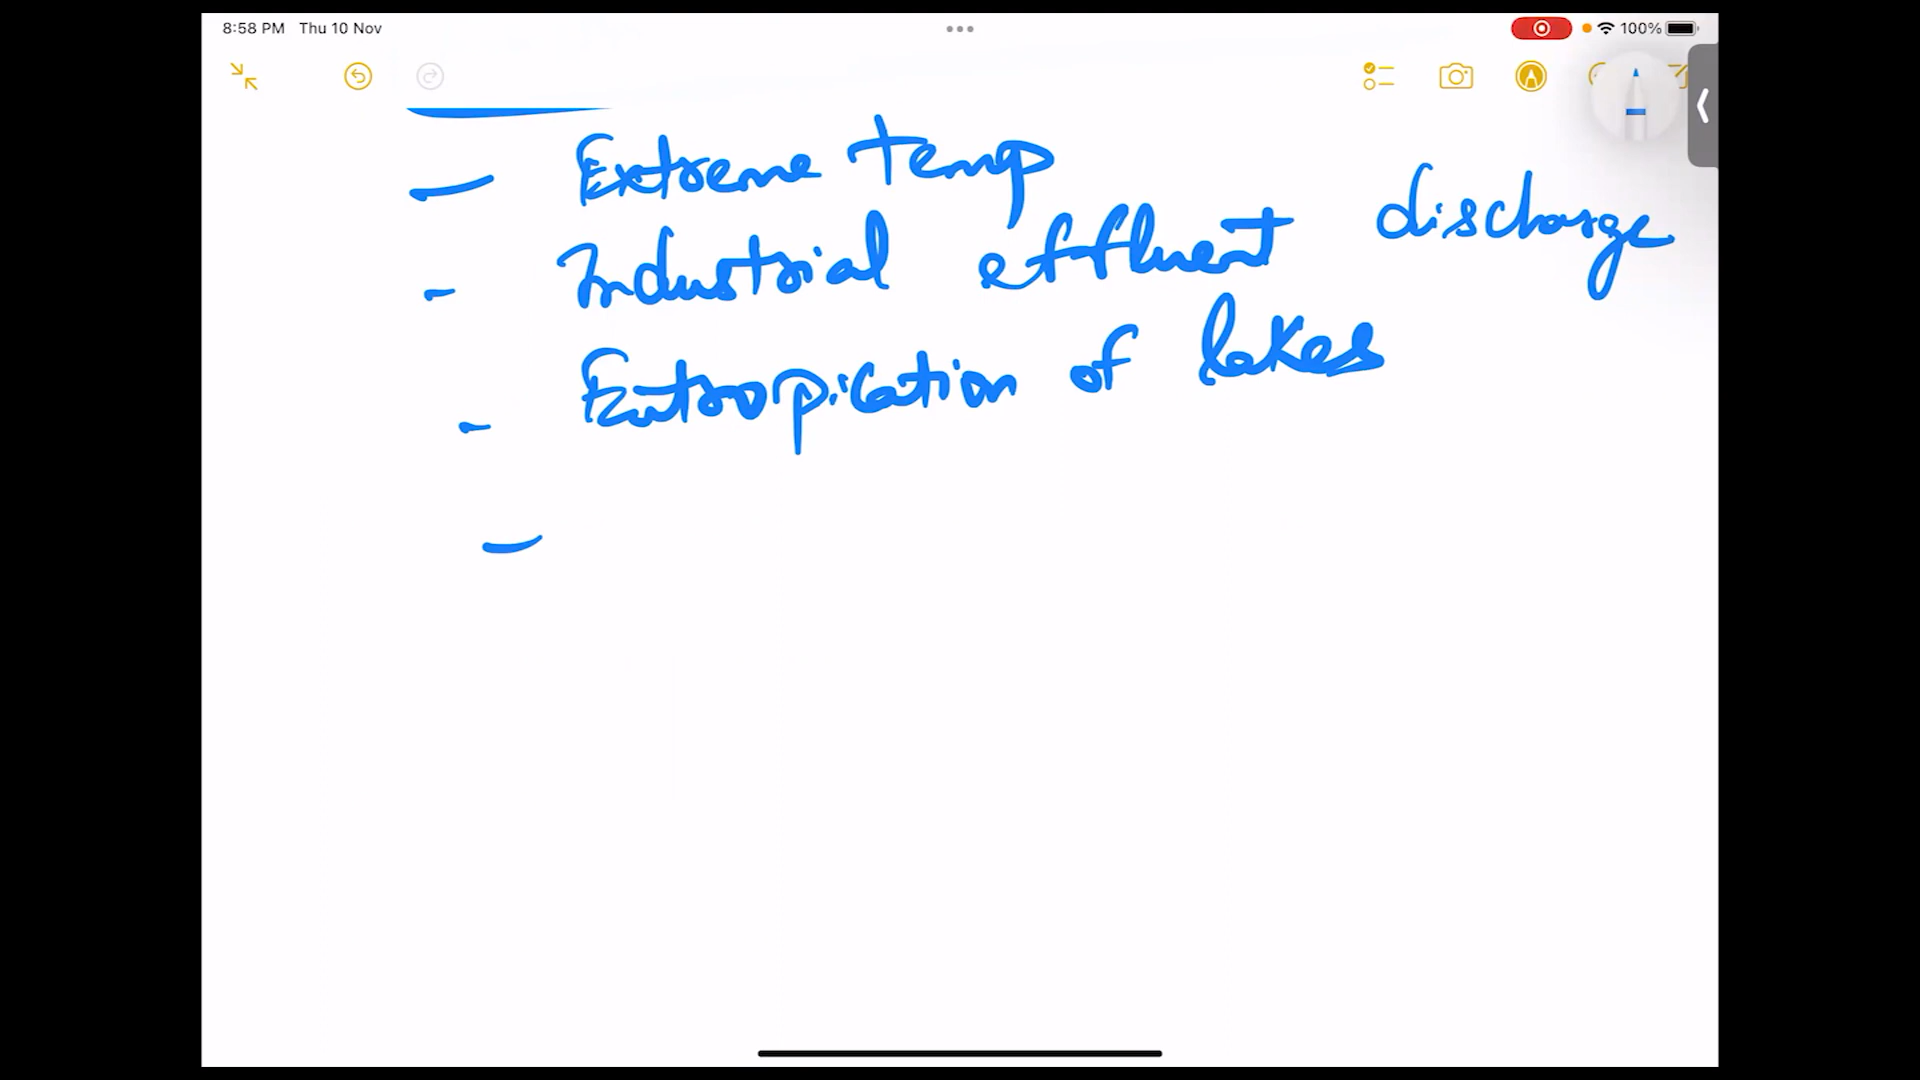 8:58 PM Thu 10 Nov 100%
- Extreme temp
- Industrial effluent discharge
- Eutropication of lakes
-